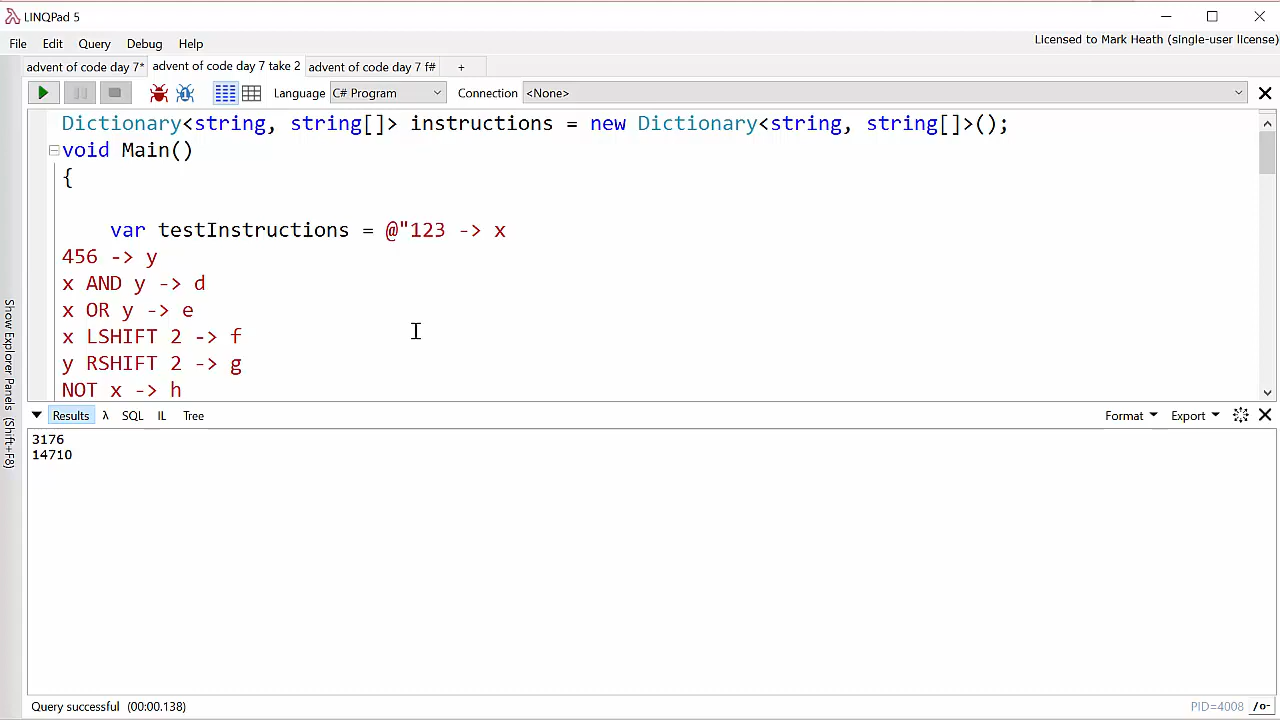 LINQPad 5
File Edit Query Debug Help
Licensed to Mark Heath (single-user license)
advent of code day 7* advent of code day 7 take 2 advent of code day 7 f# +
Language C# Program Connection <None>
Dictionary<string, string[]> instructions = new Dictionary<string, string[]>();
void Main()
{
var testInstructions = @"123 -> x
456 -> y
x AND y -> d
x OR y -> e
x LSHIFT 2 -> f
y RSHIFT 2 -> g
NOT x -> h
Show Explorer Panels (Shift+F8)
Results λ SQL IL Tree
Format Export
3176
14710
Query successful (00:00.138)
PID=4008 /o-